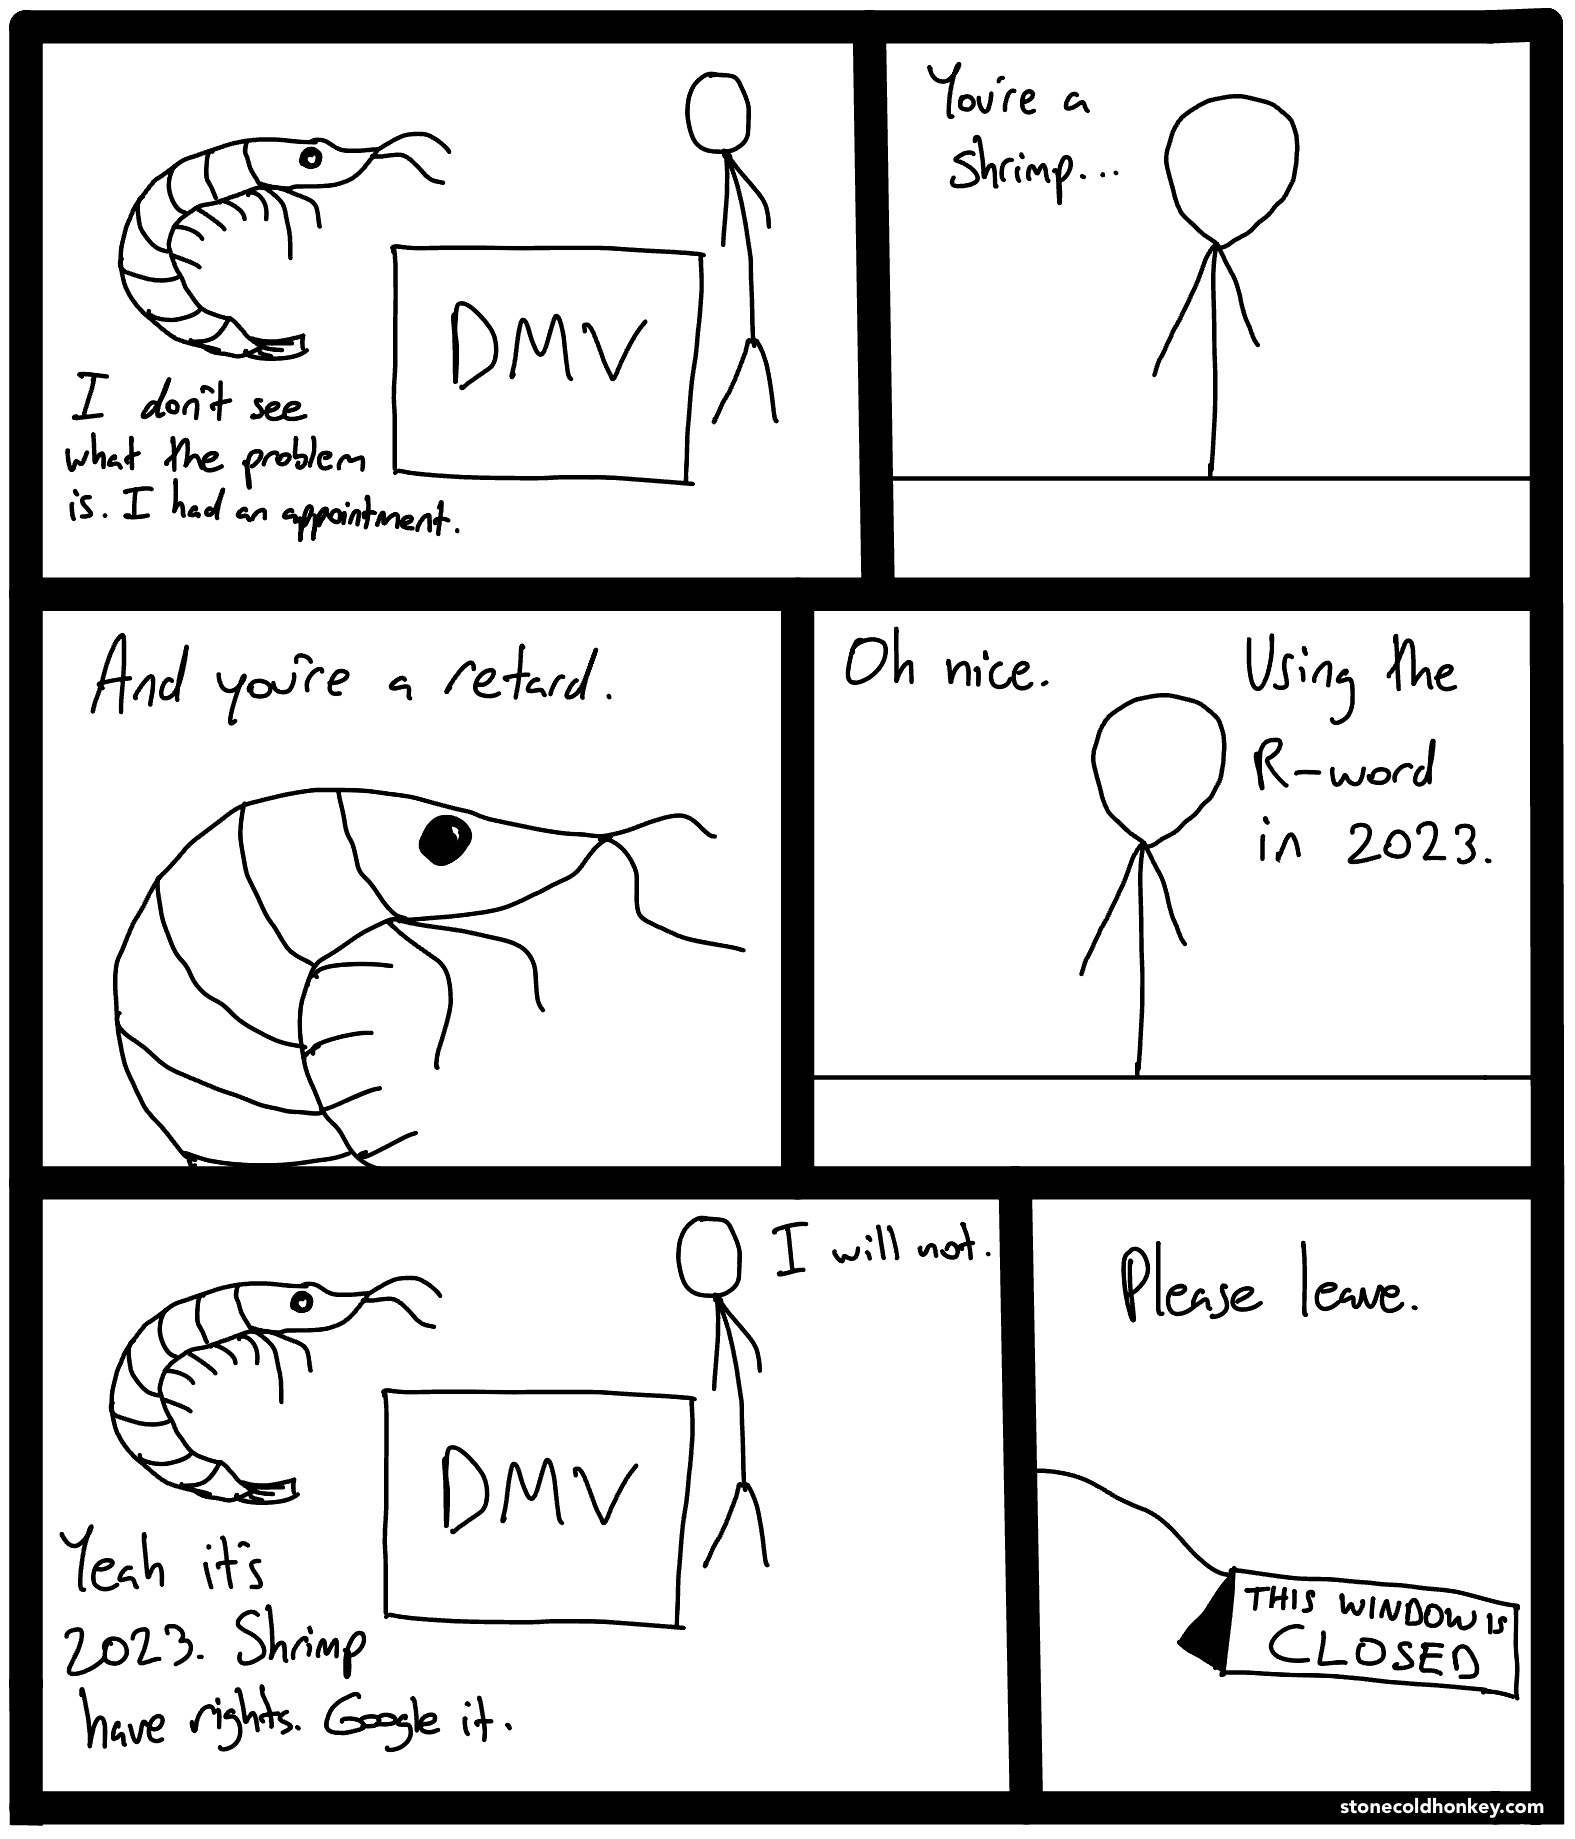 DMV
I don't see
what the problem
is. I had an appointment.
You're a
shrimp...
And you're a retard.
Oh nice.
Using the
R-word
in 2023.
I will not.
DMV
Yeah it's
2023. Shrimp
have rights. Google it.
Please leave.
THIS WINDOW IS
CLOSED
stonecoldhonkey.com